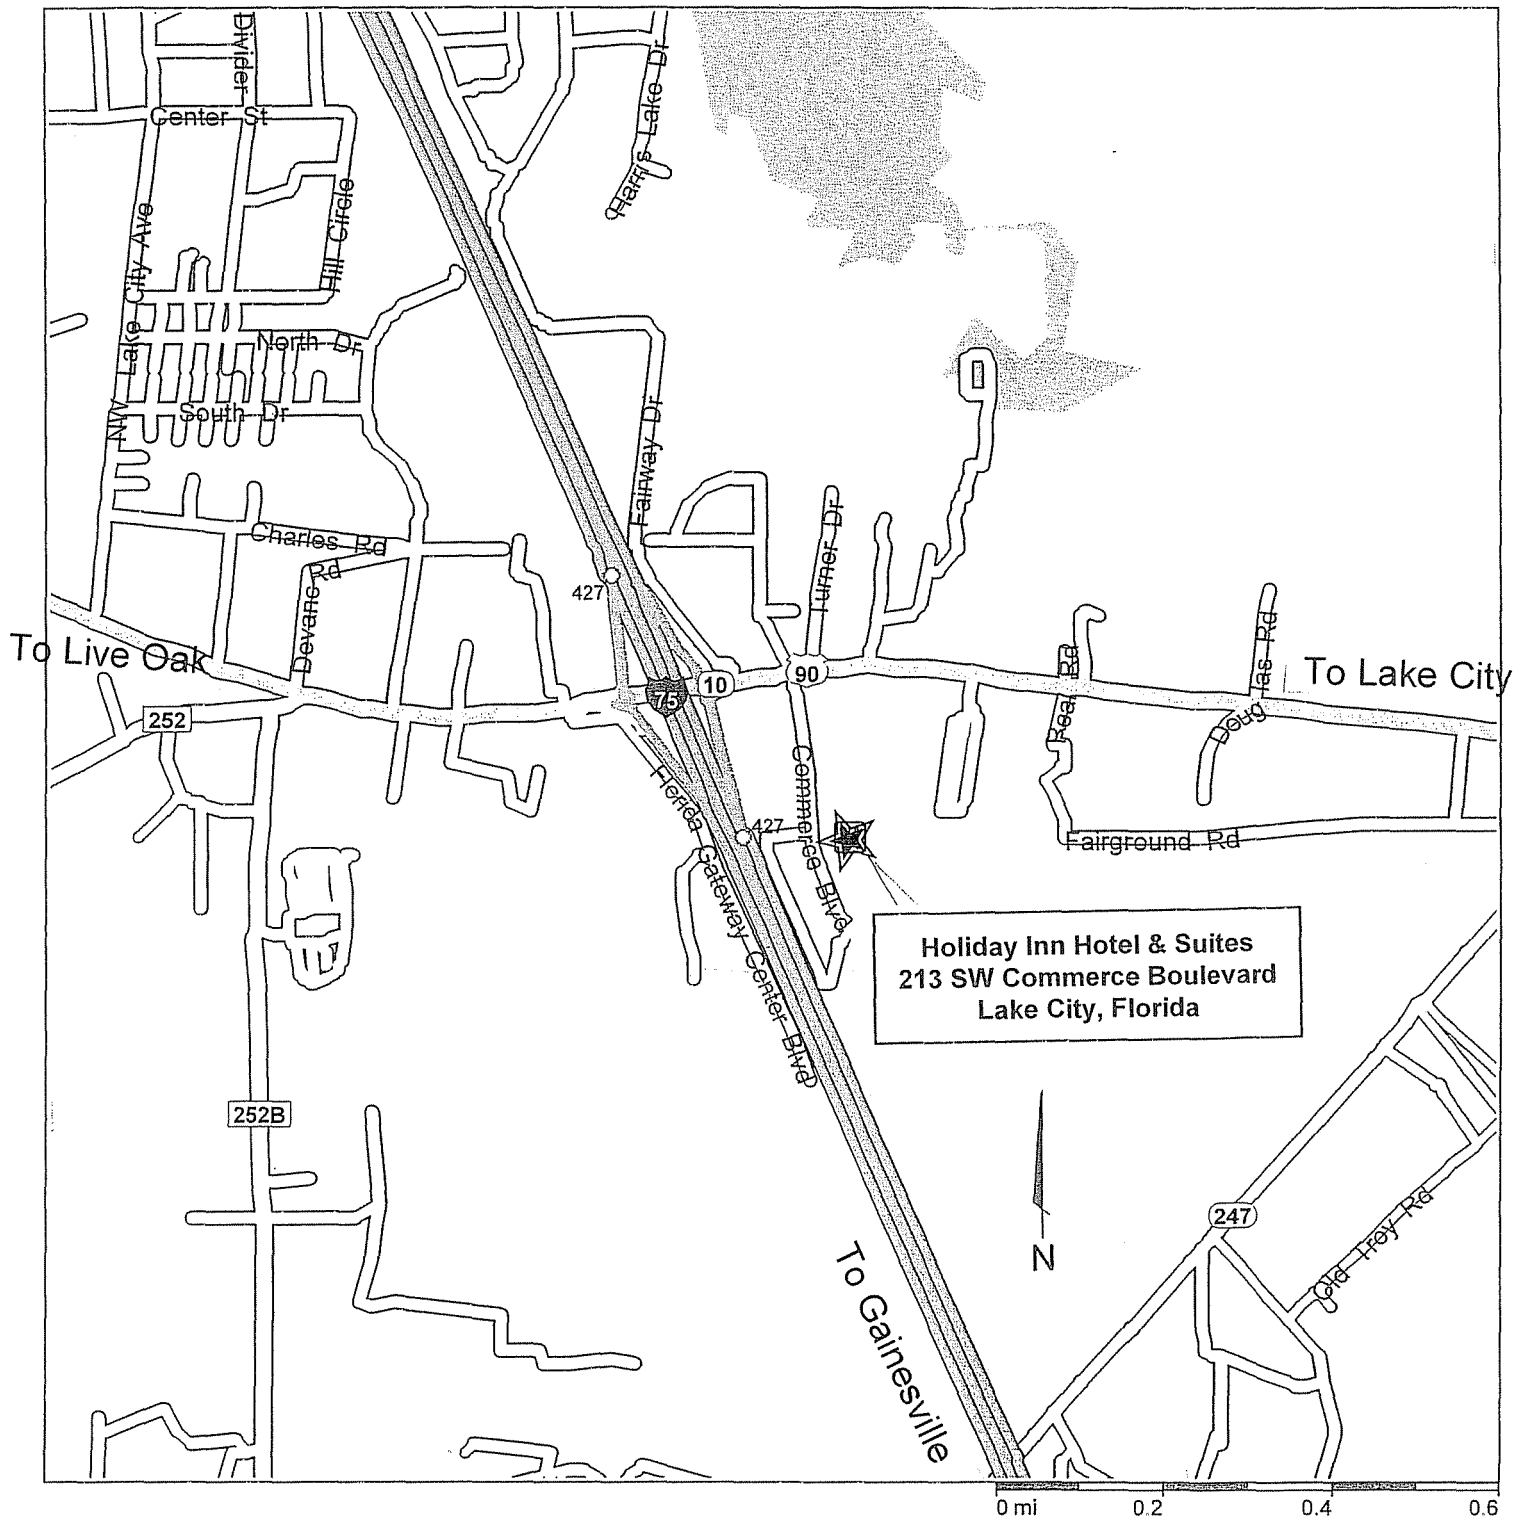 Divider
Center St
Harris Lake Dr
Hill Circle
NW Lake City Ave
North Dr
South Dr
Fairway Dr
Charles Rd
Devane Rd
Turner Dr
427
To Live Oak
75
10
90
Real Rd
Douglas Rd
To Lake City
252
Florida Gateway Center Blvd
427
Commerce Blvd
Fairground Rd
Holiday Inn Hotel & Suites
213 SW Commerce Boulevard
Lake City, Florida
252B
N
247
Old Troy Rd
To Gainesville
0 mi 0.2 0.4 0.6